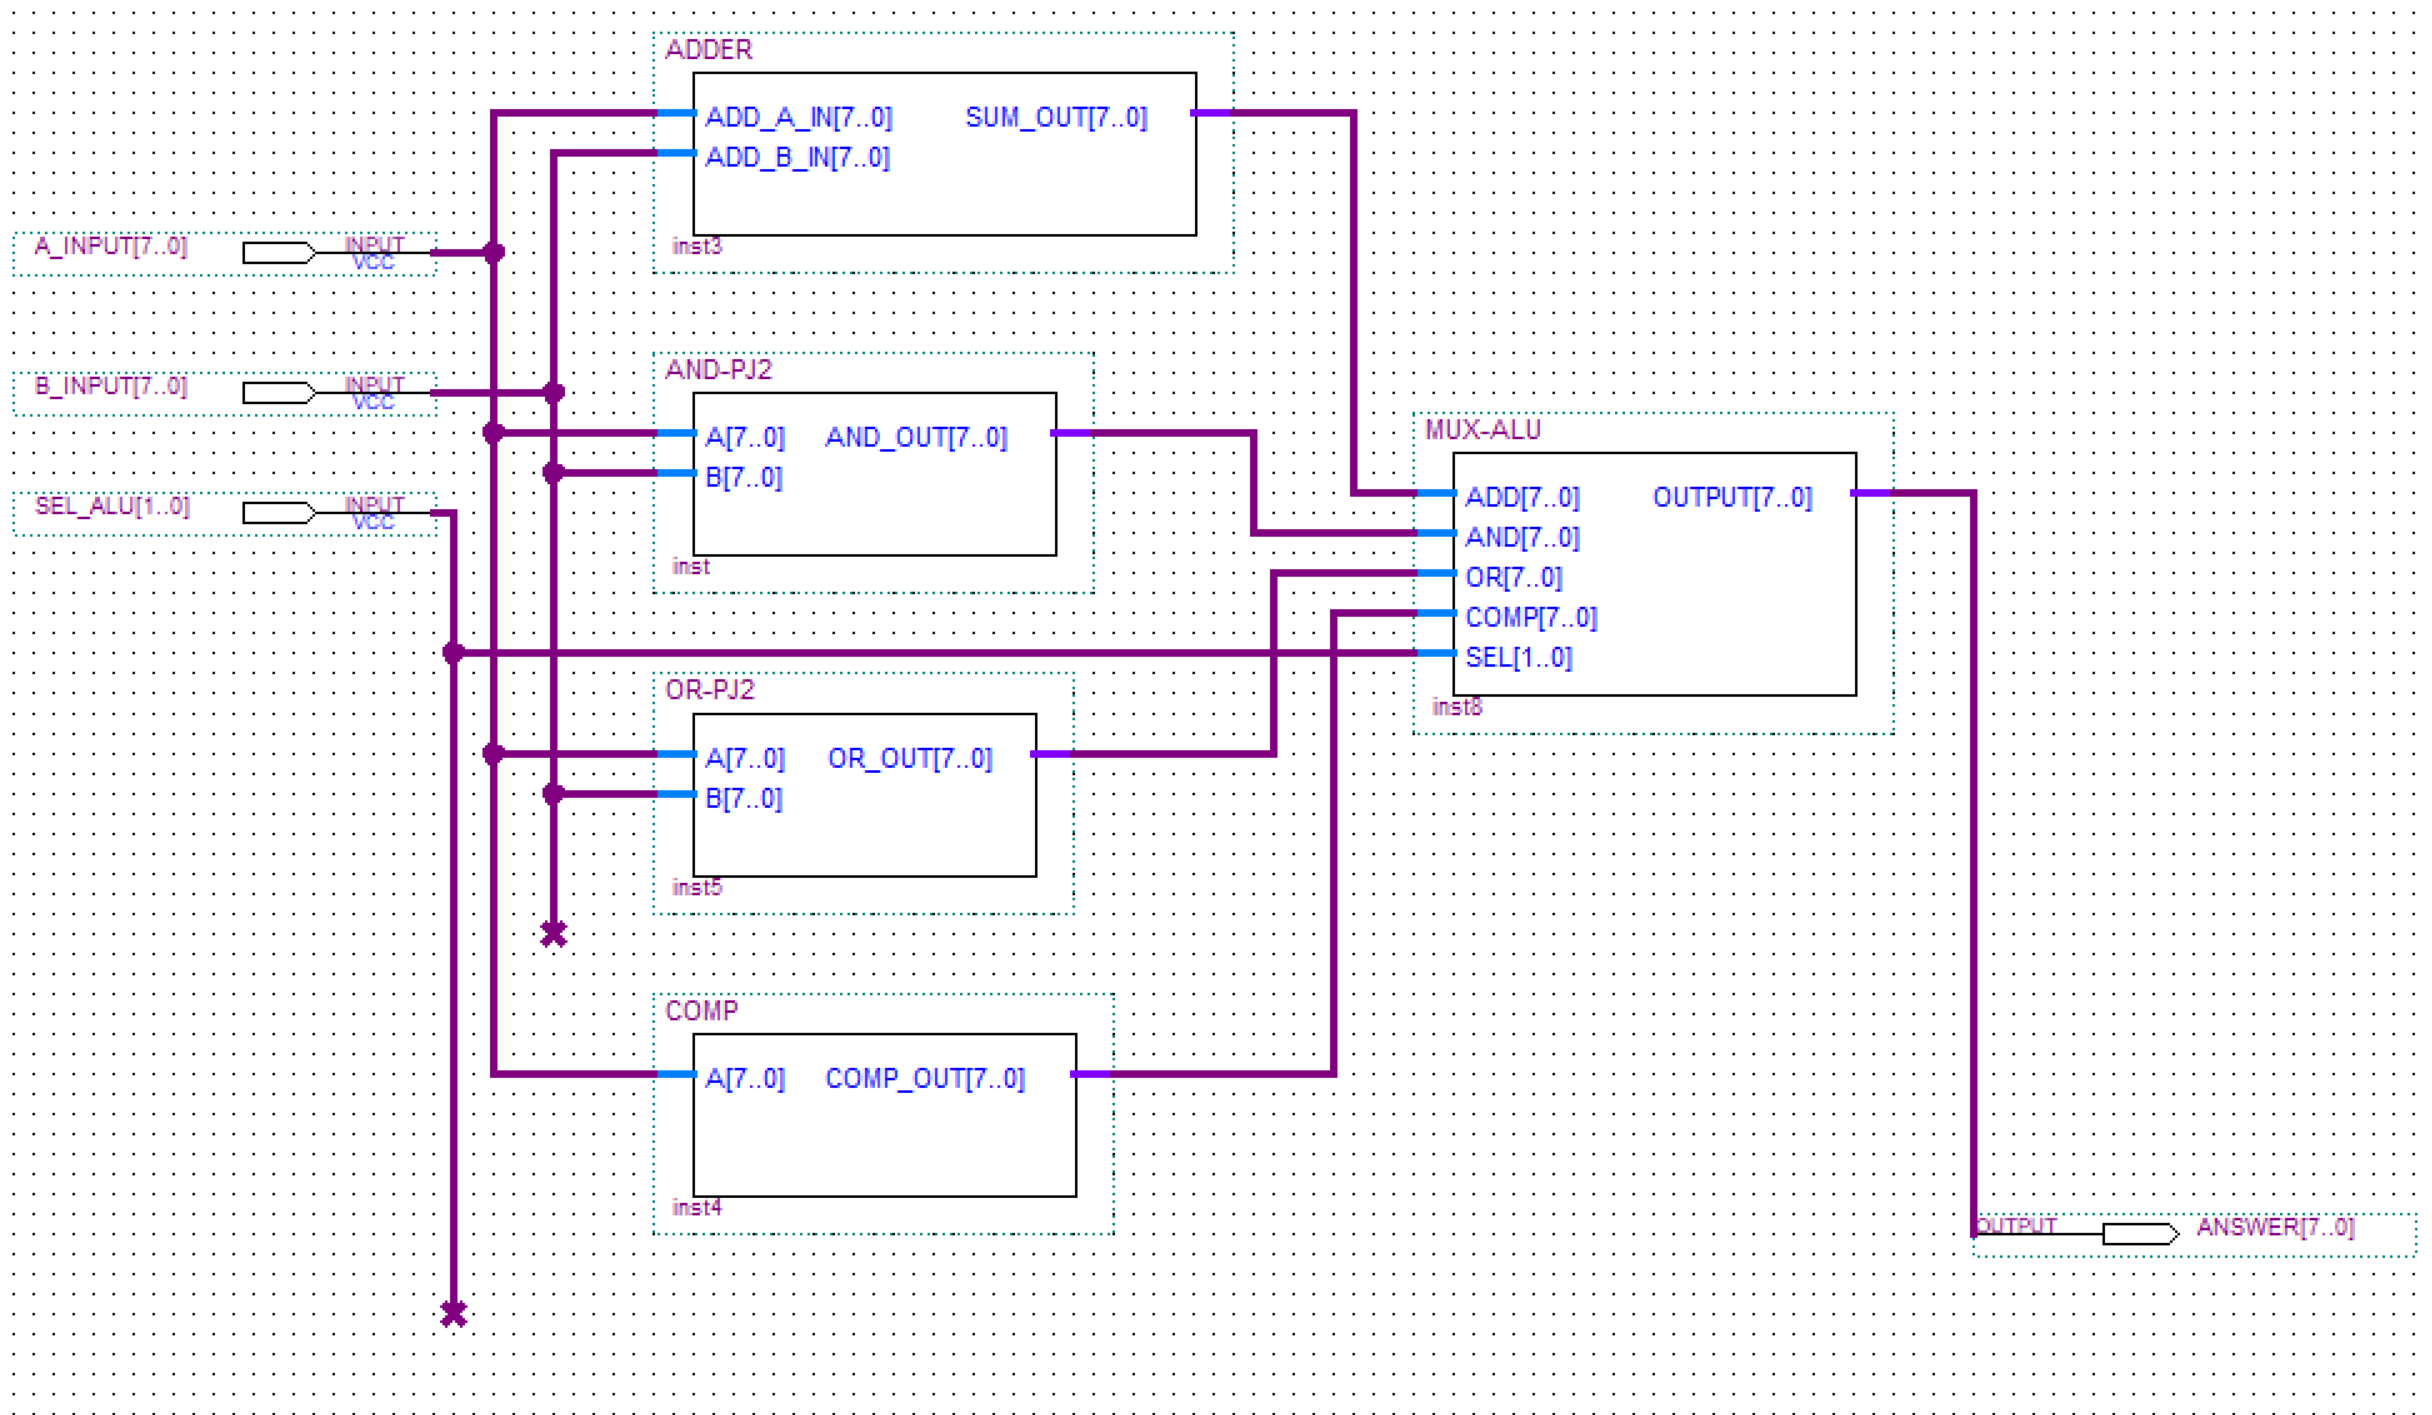 ADDER
ADD_A_IN[7..0] SUM_OUT[7..0]
ADD_B_IN[7..0]
inst3
A_INPUT[7..0] INPUT
VCC
B_INPUT[7..0] INPUT
VCC
SEL_ALU[1..0] INPUT
VCC
AND-PJ2
A[7..0] AND_OUT[7..0]
B[7..0]
inst
OR-PJ2
A[7..0] OR_OUT[7..0]
B[7..0]
inst5
COMP
A[7..0] COMP_OUT[7..0]
inst4
MUX-ALU
ADD[7..0] OUTPUT[7..0]
AND[7..0]
OR[7..0]
COMP[7..0]
SEL[1..0]
inst8
OUTPUT ANSWER[7..0]